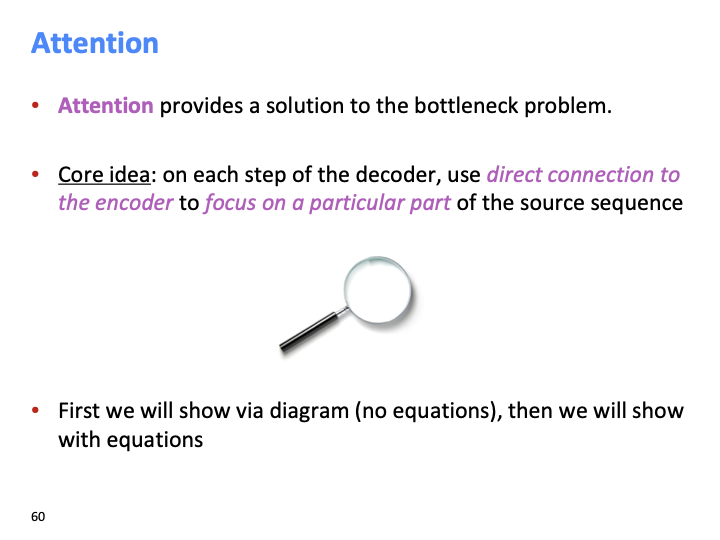 Attention
• Attention provides a solution to the bottleneck problem.
• Core idea: on each step of the decoder, use direct connection to
the encoder to focus on a particular part of the source sequence
• First we will show via diagram (no equations), then we will show
with equations
60